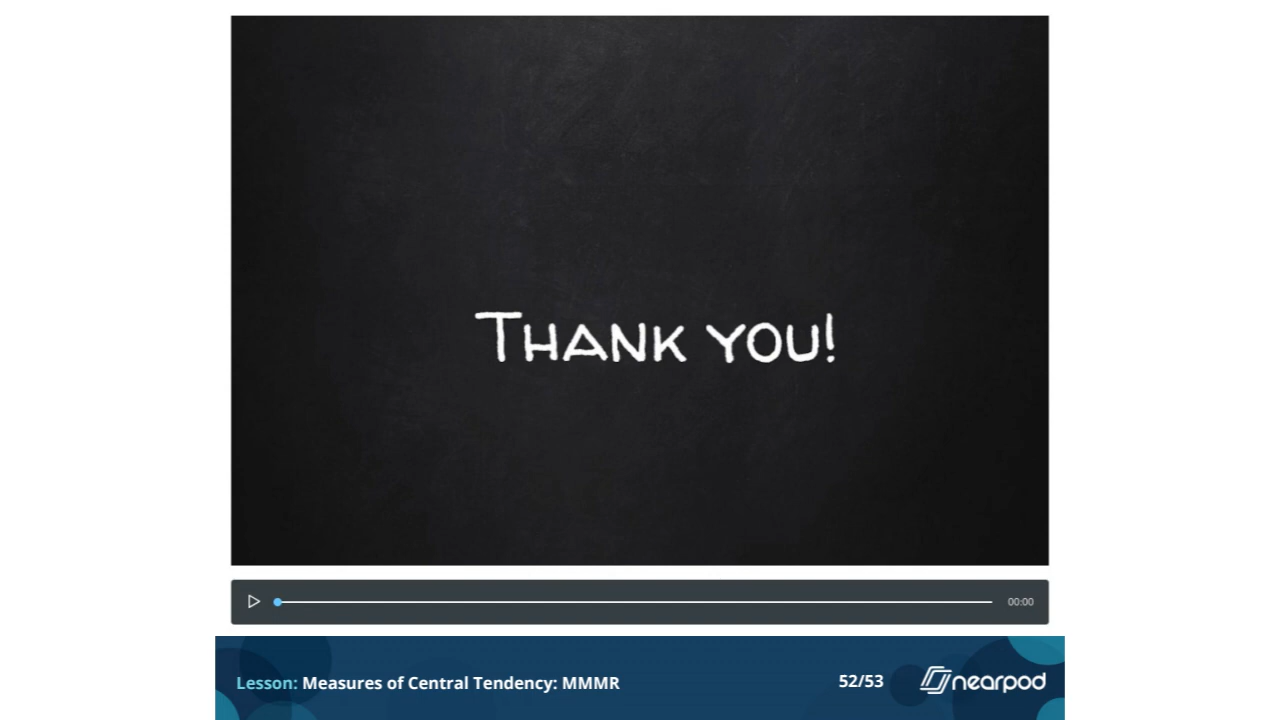 THANK YOU!
00:00
Lesson: Measures of Central Tendency: MMMR
52/53
nearpod